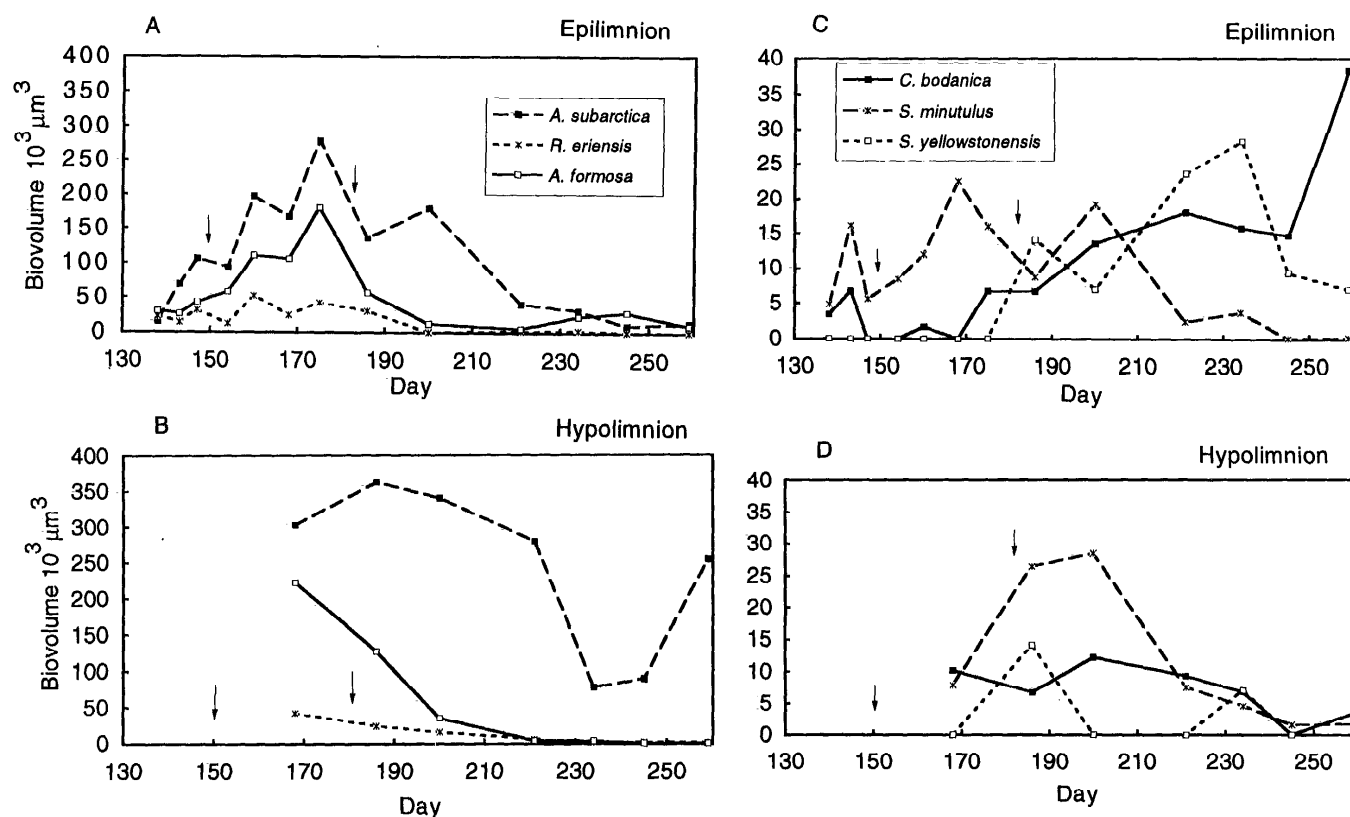 A
Epilimnion
Biovolume 10³ µm³
400
350
300
250
200
150
100
50
0
A. subarctica
R. eriensis
A. formosa
130 150 170 190 210 230 250
Day
C
Epilimnion
40
35
30
25
20
15
10
5
0
C. bodanica
S. minutulus
S. yellowstonensis
130 150 170 190 210 230 250
Day
B
Hypolimnion
Biovolume 10³ µm³
400
350
300
250
200
150
100
50
0
130 150 170 190 210 230 250
Day
D
Hypolimnion
40
35
30
25
20
15
10
5
0
130 150 170 190 210 230 250
Day